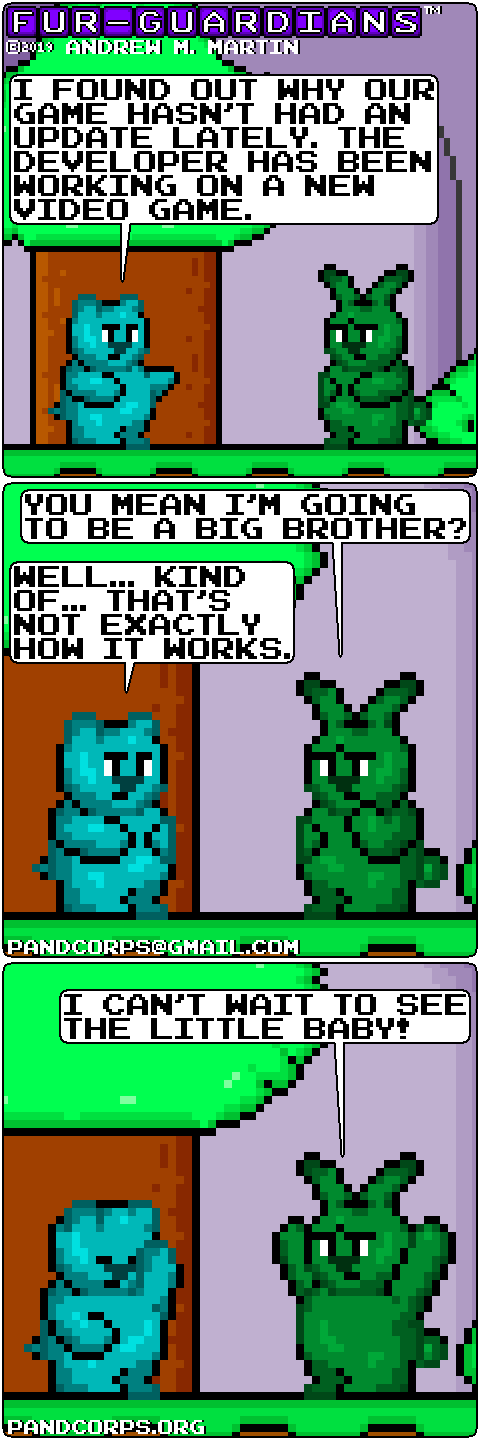 FUR-GUARDIANS™
©2019 ANDREW M. MARTIN
I FOUND OUT WHY OUR
GAME HASN'T HAD AN
UPDATE LATELY. THE
DEVELOPER HAS BEEN
WORKING ON A NEW
VIDEO GAME.
YOU MEAN I'M GOING
TO BE A BIG BROTHER?
WELL... KIND
OF... THAT'S
NOT EXACTLY
HOW IT WORKS.
PANDCORPS@GMAIL.COM
I CAN'T WAIT TO SEE
THE LITTLE BABY!
PANDCORPS.ORG